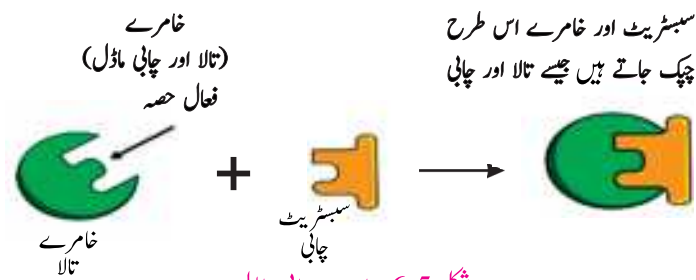 خامرے
(تالا اور چابی ماڈل)
فعال حصہ
سبسٹریٹ اور خامرے اس طرح
چپک جاتے ہیں جیسے تالا اور چابی
+
سبسٹریٹ
چابی
خامرے
تالا